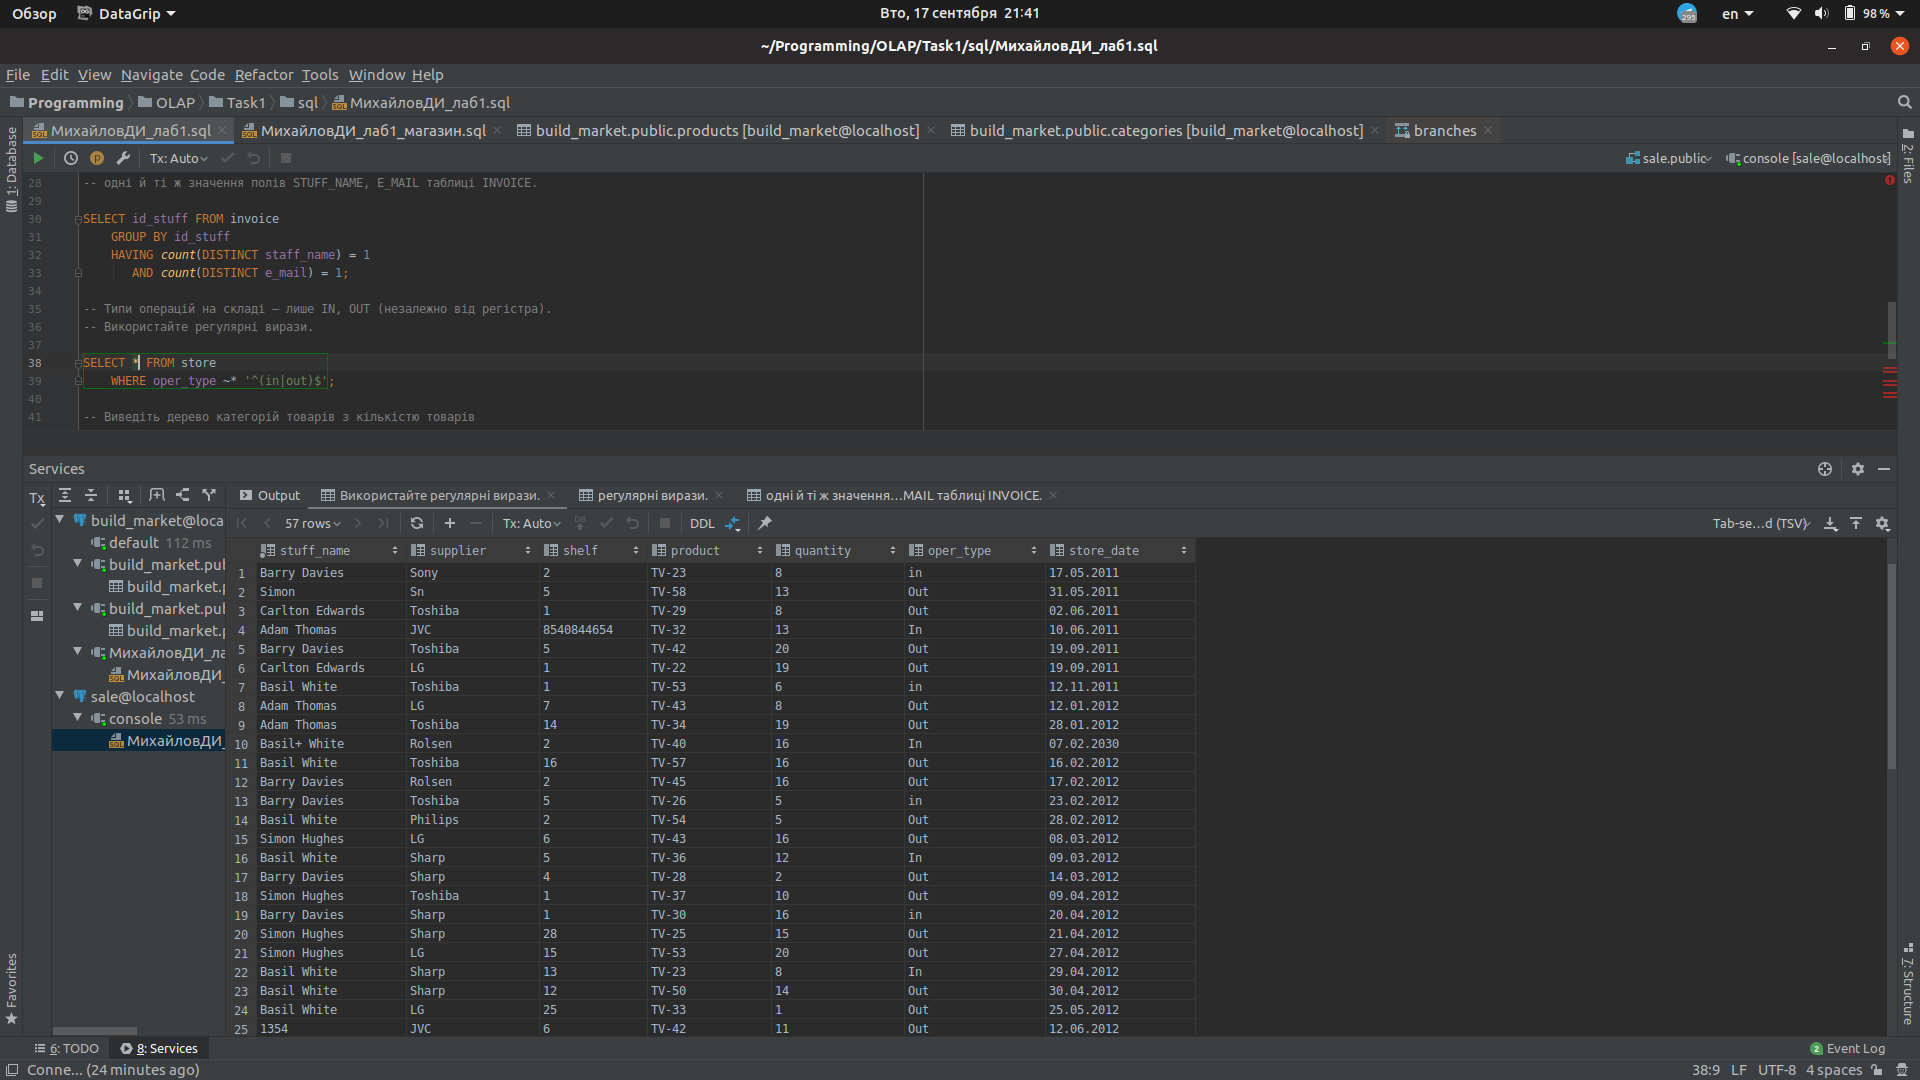 Обзор DataGrip Вто, 17 сентября 21:41 295 en 98 %
~/Programming/OLAP/Task1/sql/МихайловДИ_лаб1.sql
File Edit View Navigate Code Refactor Tools Window Help
Programming OLAP Task1 sql МихайловДИ_лаб1.sql
МихайловДИ_лаб1.sql МихайловДИ_лаб1_магазин.sql build_market.public.products [build_market@localhost] build_market.public.categories [build_market@localhost] branches
Tx: Auto sale.public console [sale@localhost]
1: Database
2: Files
28 -- одні й ті ж значення полів STUFF_NAME, E_MAIL таблиці INVOICE.
29
30 SELECT id_stuff FROM invoice
31 GROUP BY id_stuff
32 HAVING count(DISTINCT staff_name) = 1
33 AND count(DISTINCT e_mail) = 1;
34
35 -- Типи операцій на складі – лише IN, OUT (незалежно від регістра).
36 -- Використайте регулярні вирази.
37
38 SELECT * FROM store
39 WHERE oper_type ~* '^(in|out)$';
40
41 -- Виведіть дерево категорій товарів з кількістю товарів
Services
Tx Output Використайте регулярні вирази. регулярні вирази. одні й ті ж значення...MAIL таблиці INVOICE.
57 rows Tx: Auto DB DDL Tab-se...d (TSV)
build_market@loca
default 112 ms
build_market.pul
build_market.p
build_market.pul
build_market.p
МихайловДИ_ла
МихайловДИ_
sale@localhost
console 53 ms
МихайловДИ_
stuff_name supplier shelf product quantity oper_type store_date
1 Barry Davies Sony 2 TV-23 8 in 17.05.2011
2 Simon Sn 5 TV-58 13 Out 31.05.2011
3 Carlton Edwards Toshiba 1 TV-29 8 Out 02.06.2011
4 Adam Thomas JVC 8540844654 TV-32 13 In 10.06.2011
5 Barry Davies Toshiba 5 TV-42 20 Out 19.09.2011
6 Carlton Edwards LG 1 TV-22 19 Out 19.09.2011
7 Basil White Toshiba 1 TV-53 6 in 12.11.2011
8 Adam Thomas LG 7 TV-43 8 Out 12.01.2012
9 Adam Thomas Toshiba 14 TV-34 19 Out 28.01.2012
10 Basil+ White Rolsen 2 TV-40 16 In 07.02.2030
11 Basil White Toshiba 16 TV-57 16 Out 16.02.2012
12 Barry Davies Rolsen 2 TV-45 16 Out 17.02.2012
13 Barry Davies Toshiba 5 TV-26 5 in 23.02.2012
14 Basil White Philips 2 TV-54 5 Out 28.02.2012
15 Simon Hughes LG 6 TV-43 16 Out 08.03.2012
16 Basil White Sharp 5 TV-36 12 In 09.03.2012
17 Barry Davies Sharp 4 TV-28 2 Out 14.03.2012
18 Simon Hughes Toshiba 1 TV-37 10 Out 09.04.2012
19 Barry Davies Sharp 1 TV-30 16 in 20.04.2012
20 Simon Hughes Sharp 28 TV-25 15 Out 21.04.2012
21 Simon Hughes LG 15 TV-53 20 Out 27.04.2012
22 Basil White Sharp 13 TV-23 8 In 29.04.2012
23 Basil White Sharp 12 TV-50 14 Out 30.04.2012
24 Basil White LG 25 TV-33 1 Out 25.05.2012
25 1354 JVC 6 TV-42 11 Out 12.06.2012
Favorites
7: Structure
6: TODO 8: Services 2 Event Log
Conne... (24 minutes ago) 38:9 LF UTF-8 4 spaces